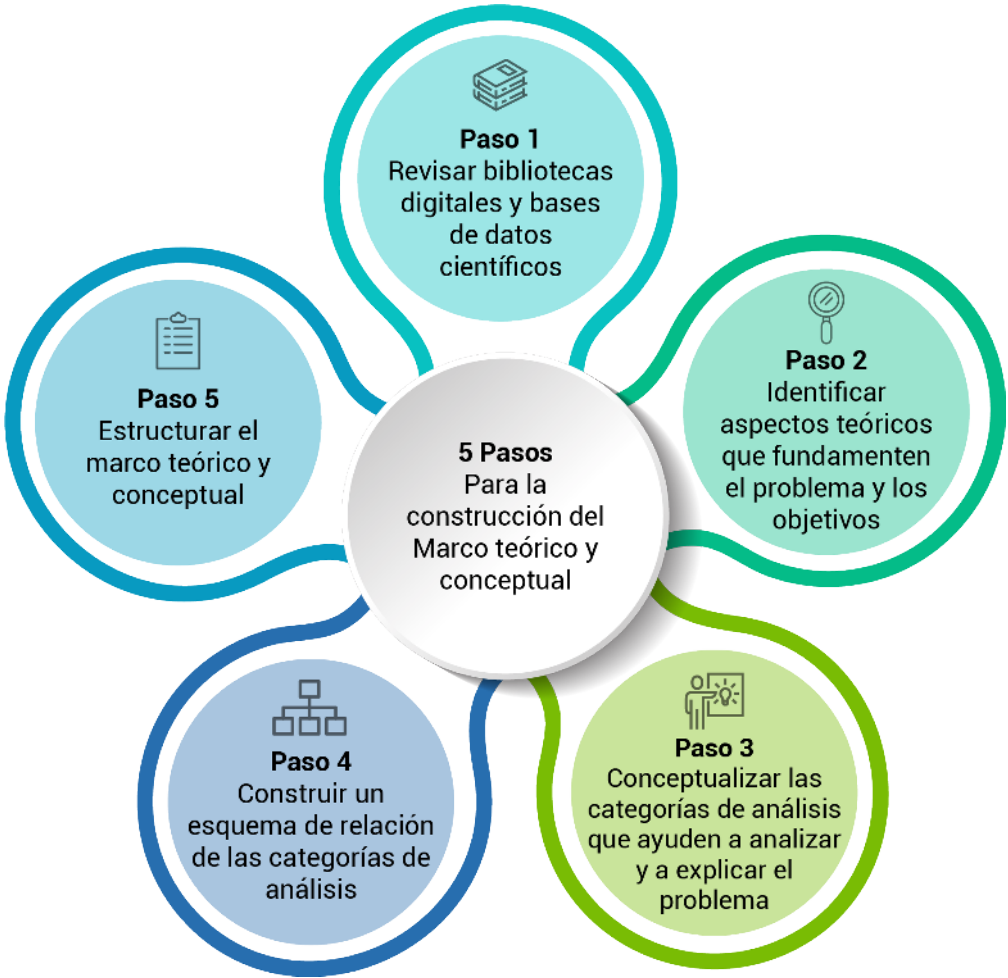 Paso 1
Revisar bibliotecas
digitales y bases
de datos
científicos
Paso 2
Identificar
aspectos teóricos
que fundamenten
el problema y los
objetivos
Paso 5
Estructurar el
marco teórico y
conceptual
5 Pasos
Para la
construcción del
Marco teórico y
conceptual
Paso 4
Construir un
esquema de relación
de las categorías de
análisis
Paso 3
Conceptualizar las
categorías de análisis
que ayuden a analizar
y a explicar el
problema